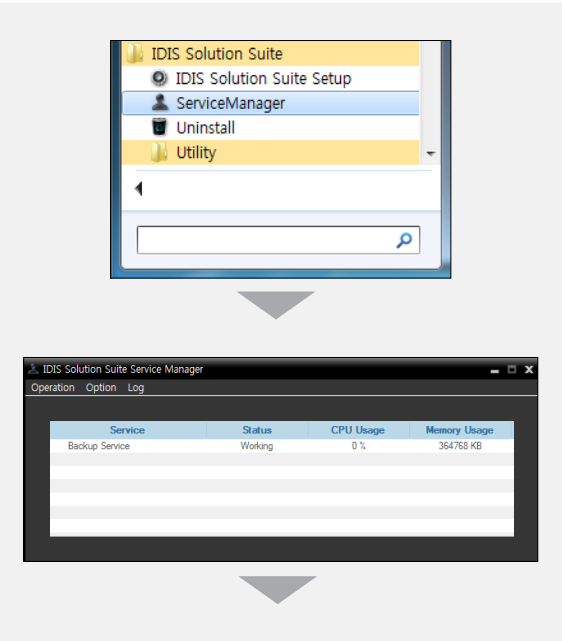 IDIS Solution Suite
IDIS Solution Suite Setup
ServiceManager
Uninstall
Utility
IDIS Solution Suite Service Manager
Operation Option Log
Service Status CPU Usage Memory Usage
Backup Service Working 0 % 364768 KB